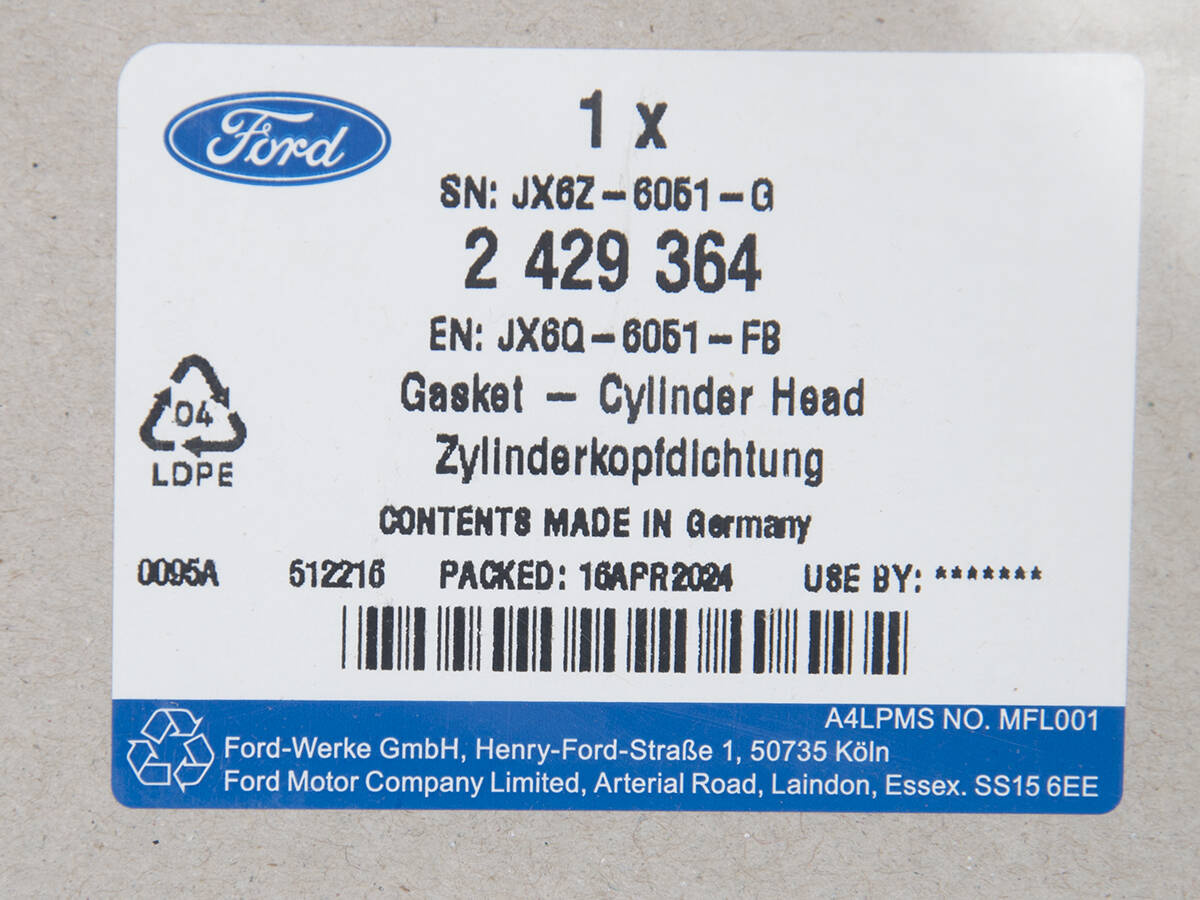 Ford
1 x
SN: JX6Z-6051-G
2 429 364
EN: JX6Q-6051-FB
Gasket - Cylinder Head
Zylinderkopfdichtung
04
LDPE
CONTENTS MADE IN Germany
0095A 612216 PACKED: 16APR2024 USE BY: *******
A4LPMS NO. MFL001
Ford-Werke GmbH, Henry-Ford-Straße 1, 50735 Köln
Ford Motor Company Limited, Arterial Road, Laindon, Essex. SS15 6EE